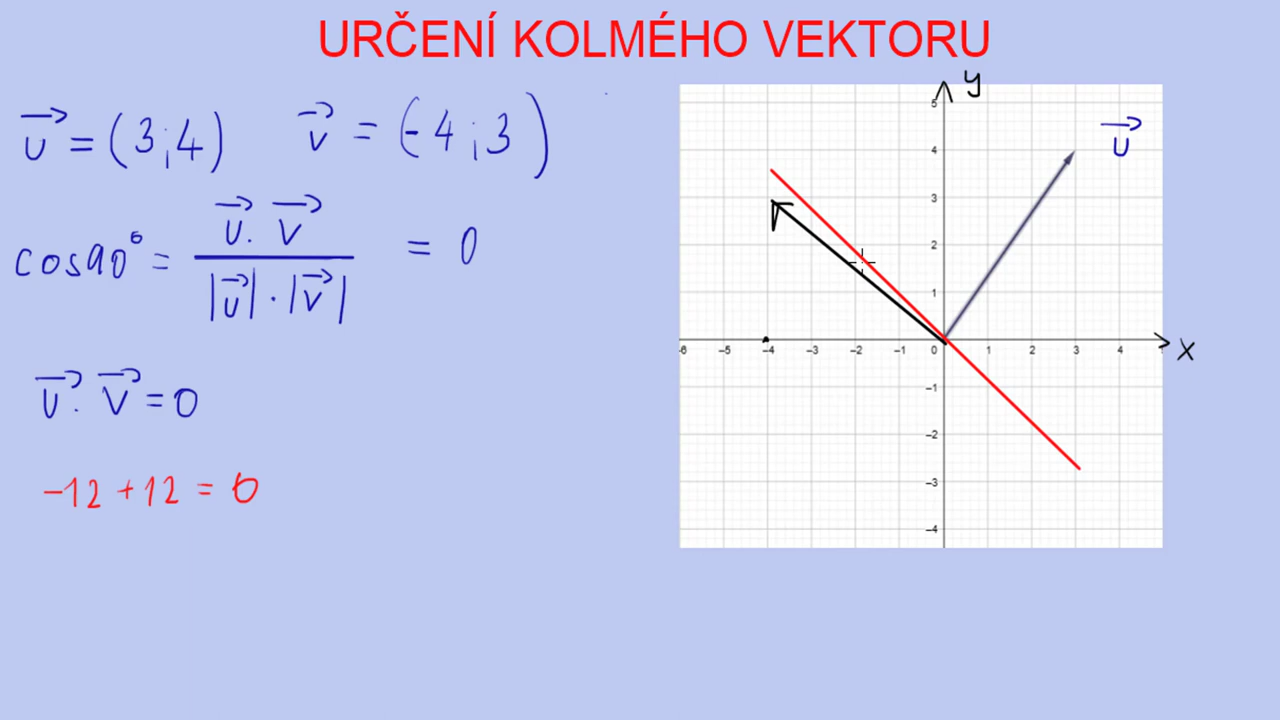 URČENÍ KOLMÉHO VEKTORU
u = (3;4) v = (-4;3)
cos90° = u . v / |u| . |v| = 0
u . v = 0
-12 + 12 = 0
y
u
x
5
4
3
2
1
-6 -5 -4 -3 -2 -1 0 1 2 3 4
-1
-2
-3
-4